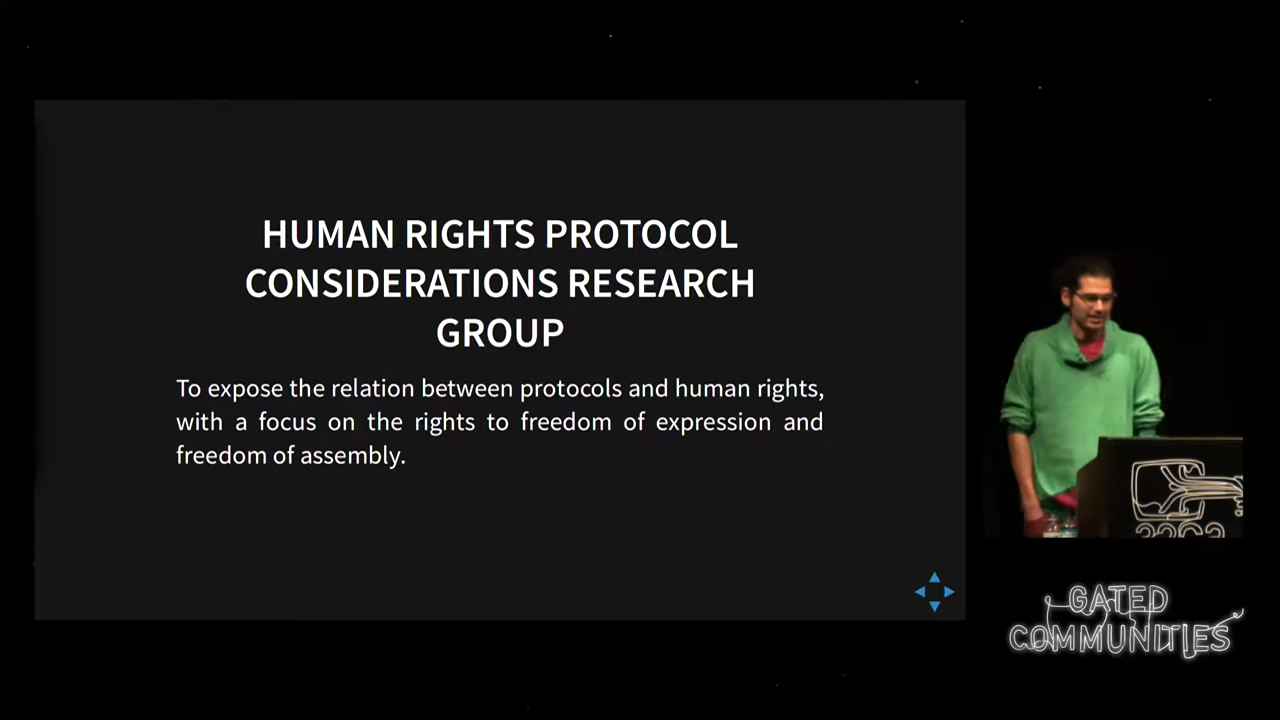 HUMAN RIGHTS PROTOCOL
CONSIDERATIONS RESEARCH
GROUP
To expose the relation between protocols and human rights,
with a focus on the rights to freedom of expression and
freedom of assembly.
32C3
GATED
COMMUNITIES